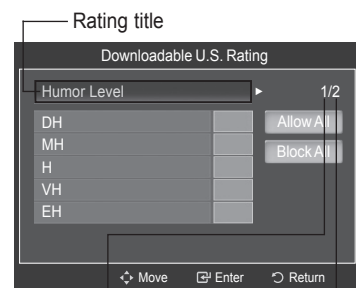 Rating title
Downloadable U.S. Rating
Humor Level ► 1/2
DH
Allow All
MH
Block All
H
VH
EH
Move Enter Return